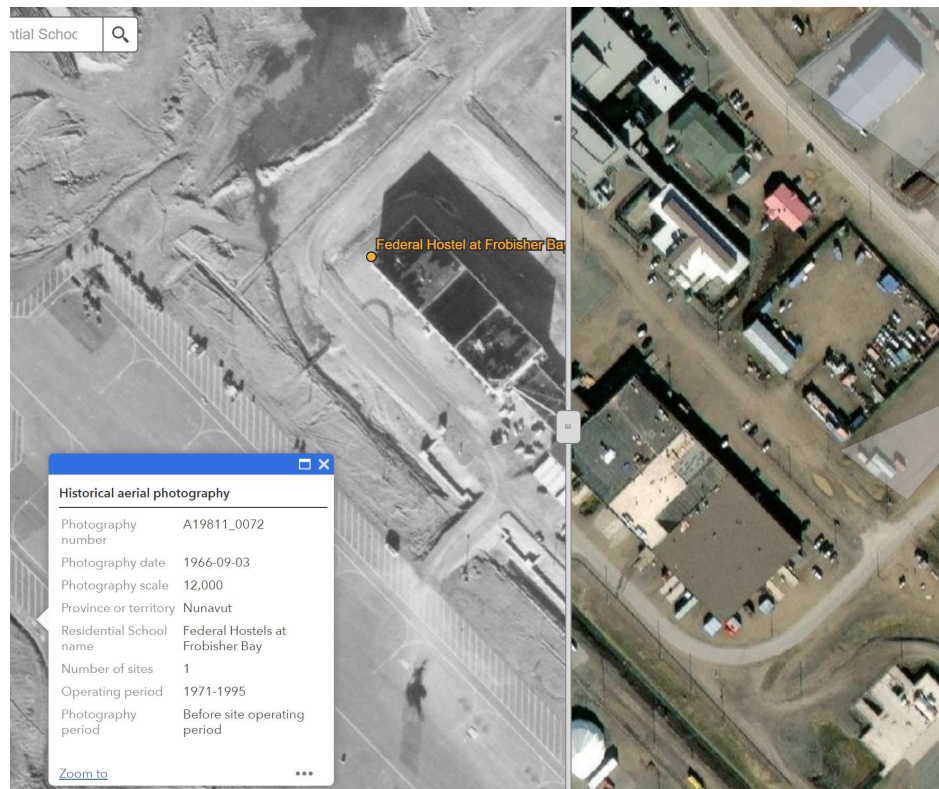 ntial Schoc
Federal Hostel at Frobisher Ba
Historical aerial photography
Photography number A19811_0072
Photography date 1966-09-03
Photography scale 12,000
Province or territory Nunavut
Residential School name Federal Hostels at Frobisher Bay
Number of sites 1
Operating period 1971-1995
Photography period Before site operating period
Zoom to